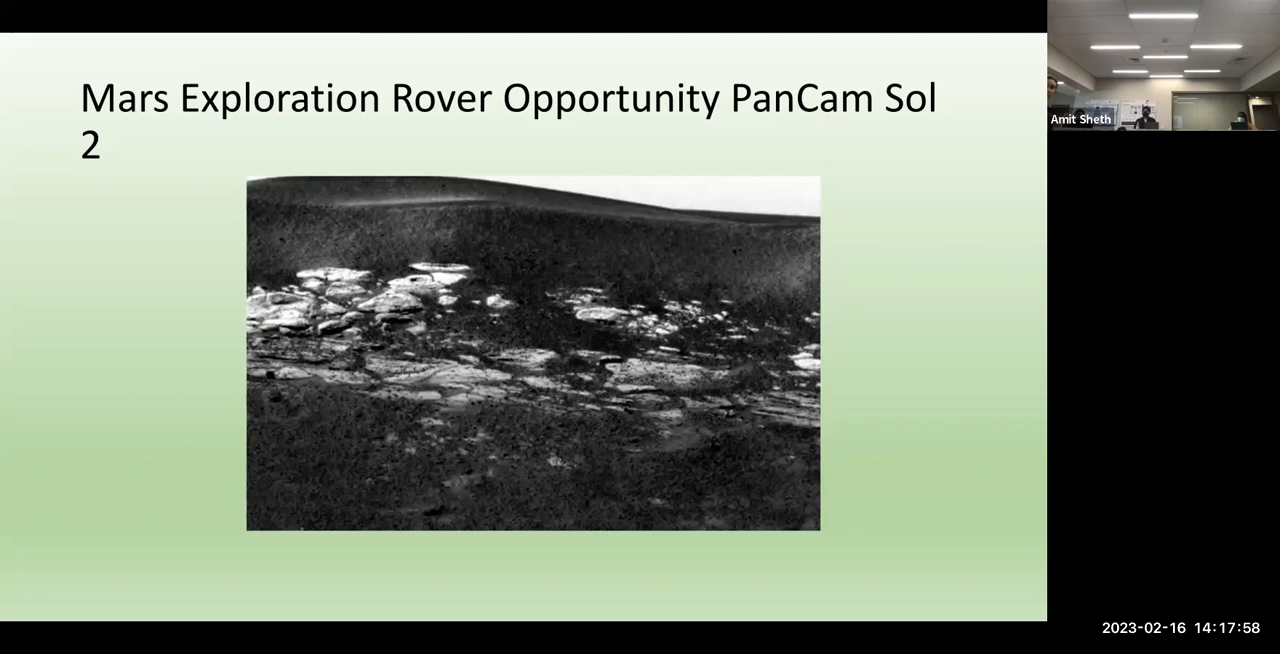 Mars Exploration Rover Opportunity PanCam Sol
2
Amit Sheth
2023-02-16 14:17:58